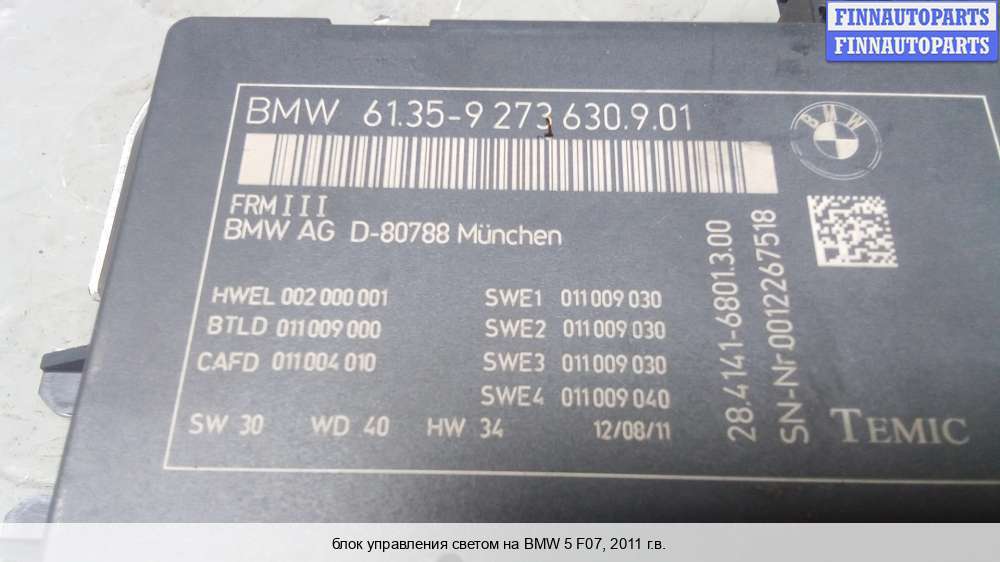 FINNAUTOPARTS
FINNAUTOPARTS
BMW 61.35-9 273 630.9.01
BMW
FRM III
BMW AG D-80788 München
HWEL 002 000 001
BTLD 011 009 000
CAFD 011 004 010
SWE1 011 009 030
SWE2 011 009 030
SWE3 011 009 030
SWE4 011 009 040
SW 30 WD 40 HW 34 12/08/11
28.4141-6801.3.00
SN-Nr 0012267518
TEMIC
блок управления светом на BMW 5 F07, 2011 г.в.